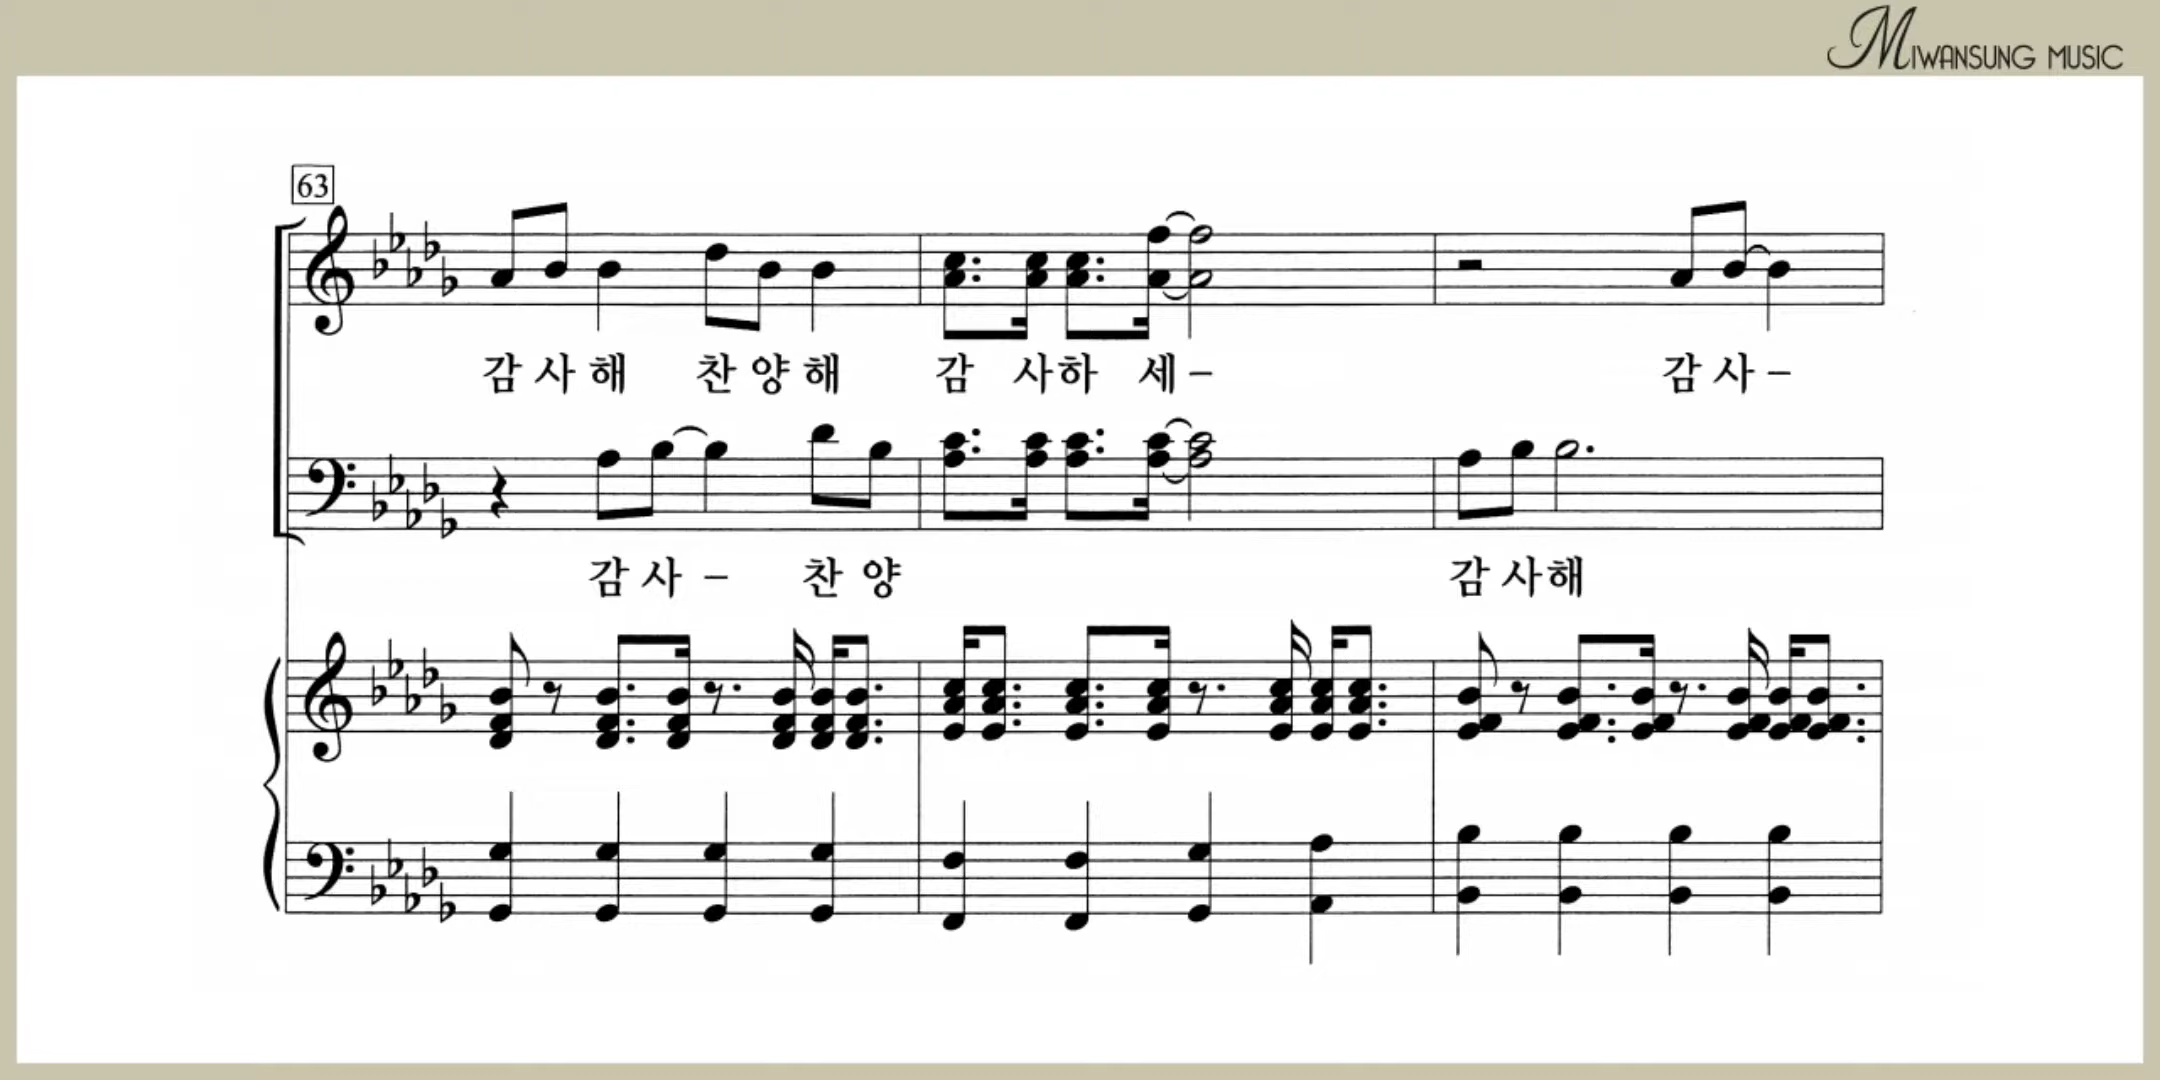 MIWANSUNG MUSIC
63
감 사 해 찬 양 해 감 사 하 세 – 감 사 –
감 사 – 찬 양 감 사 해